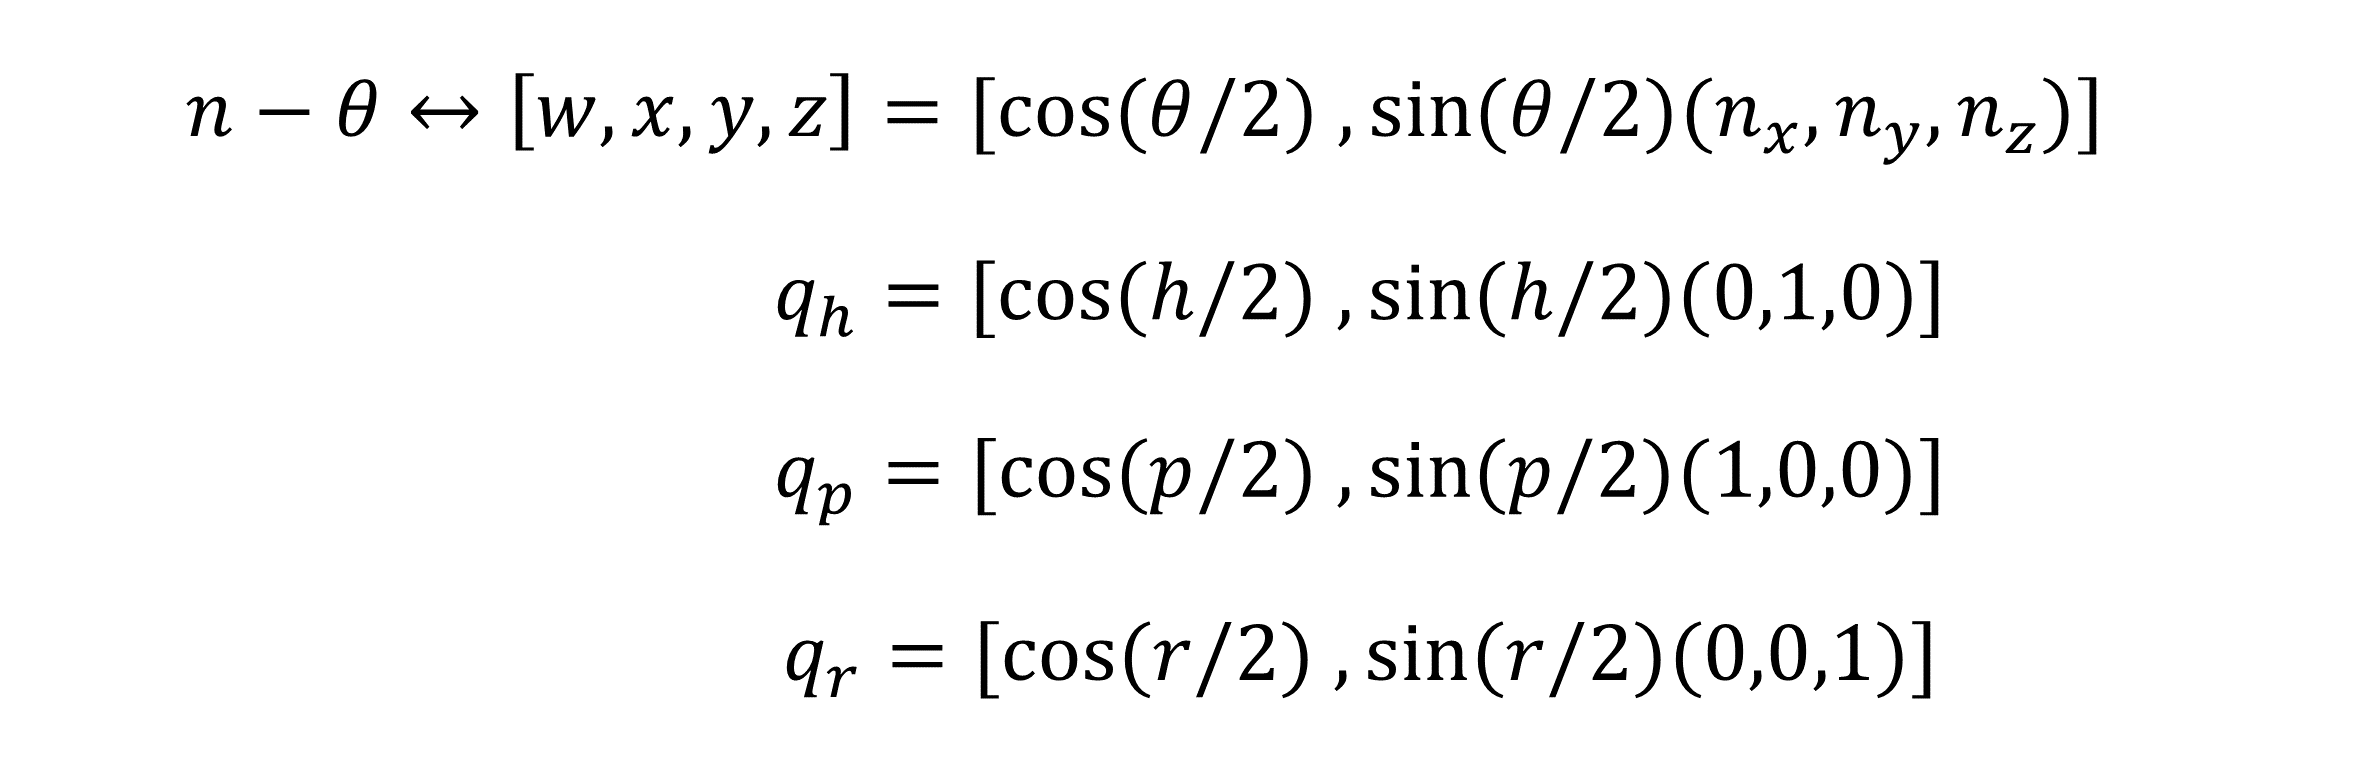 n − θ ↔ [w, x, y, z] = [cos(θ/2) , sin(θ/2)(nₓ, n_y, n_z)]
q_h = [cos(h/2) , sin(h/2)(0,1,0)]
q_p = [cos(p/2) , sin(p/2)(1,0,0)]
q_r = [cos(r/2) , sin(r/2)(0,0,1)]